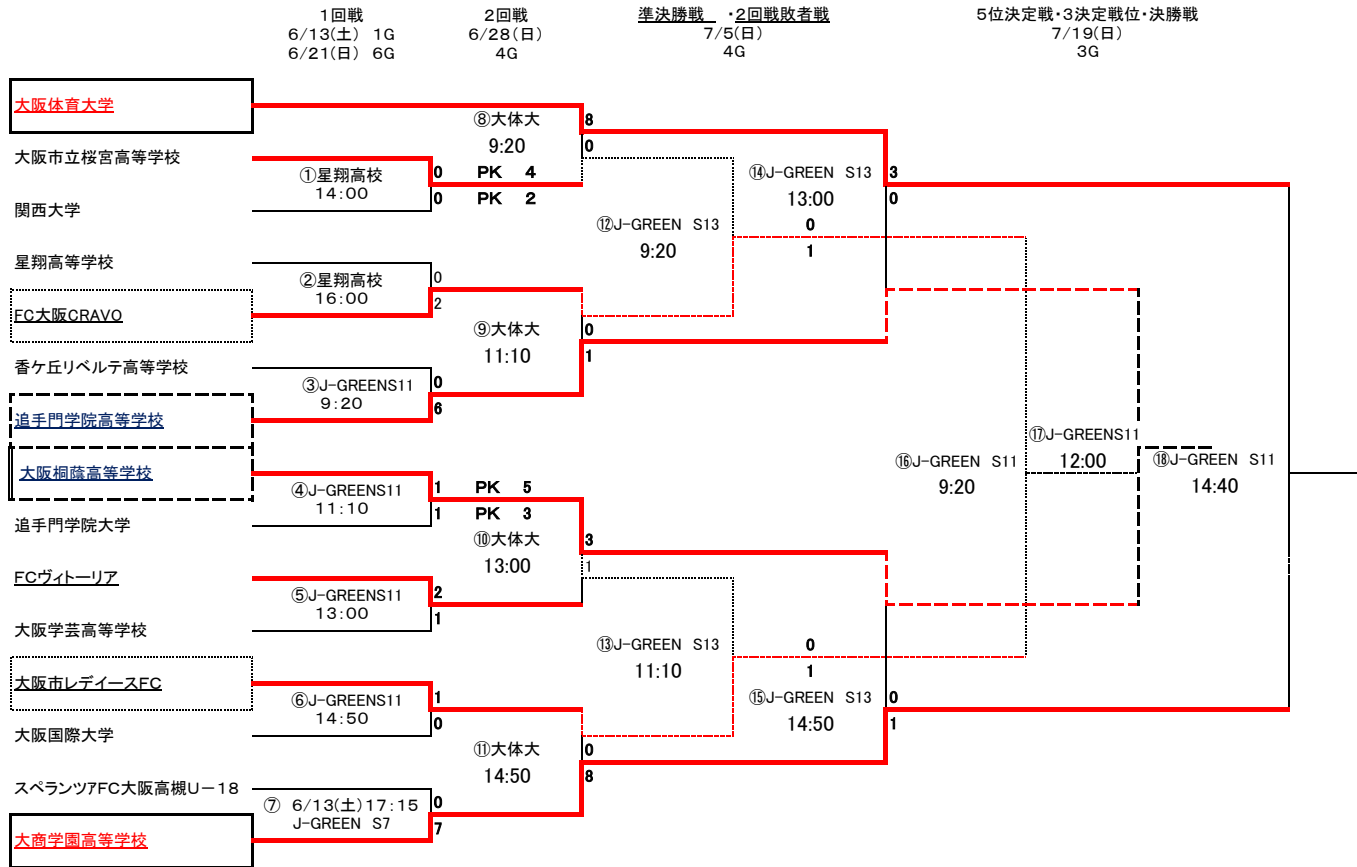 1回戦
6/13(土) 1G
6/21(日) 6G
2回戦
6/28(日)
4G
準決勝戦 ・2回戦敗者戦
7/5(日)
4G
5位決定戦・3決定戦位・決勝戦
7/19(日)
3G
大阪体育大学
⑧大体大
9:20
8
0
大阪市立桜宮高等学校
①星翔高校
14:00
0 PK 4
0 PK 2
関西大学
⑭J-GREEN S13
13:00
3
0
⑫J-GREEN S13
9:20
0
1
星翔高等学校
②星翔高校
16:00
0
2
FC大阪CRAVO
⑨大体大
11:10
0
1
香ケ丘リベルテ高等学校
③J-GREENS11
9:20
0
6
追手門学院高等学校
大阪桐蔭高等学校
④J-GREENS11
11:10
1 PK 5
1 PK 3
追手門学院大学
⑩大体大
13:00
3
1
⑯J-GREEN S11
9:20
⑰J-GREENS11
12:00
⑱J-GREEN S11
14:40
FCヴィトーリア
⑤J-GREENS11
13:00
2
1
大阪学芸高等学校
⑬J-GREEN S13
11:10
0
1
大阪市レデイースFC
⑥J-GREENS11
14:50
1
0
⑮J-GREEN S13
14:50
0
1
大阪国際大学
⑪大体大
14:50
0
8
スペランツアFC大阪高槻U-18
⑦ 6/13(土)17:15
J-GREEN S7
0
7
大商学園高等学校